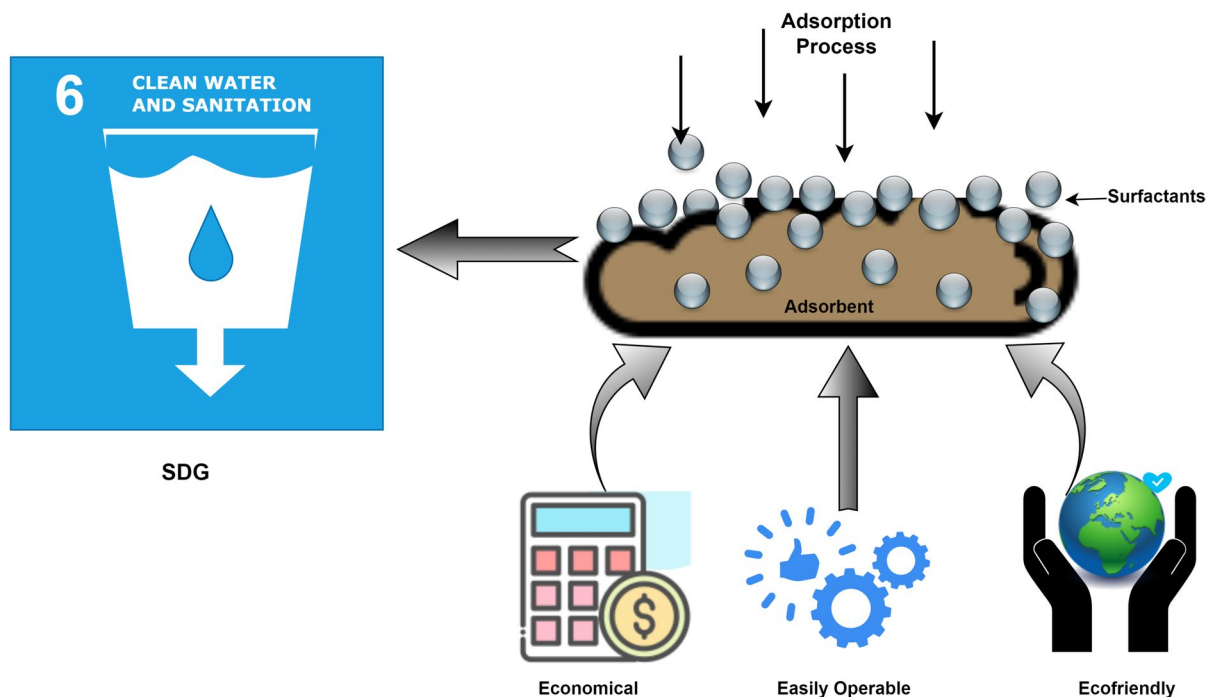 6
CLEAN WATER
AND SANITATION
SDG
Adsorption
Process
Surfactants
Adsorbent
$
Economical
Easily Operable
Ecofriendly